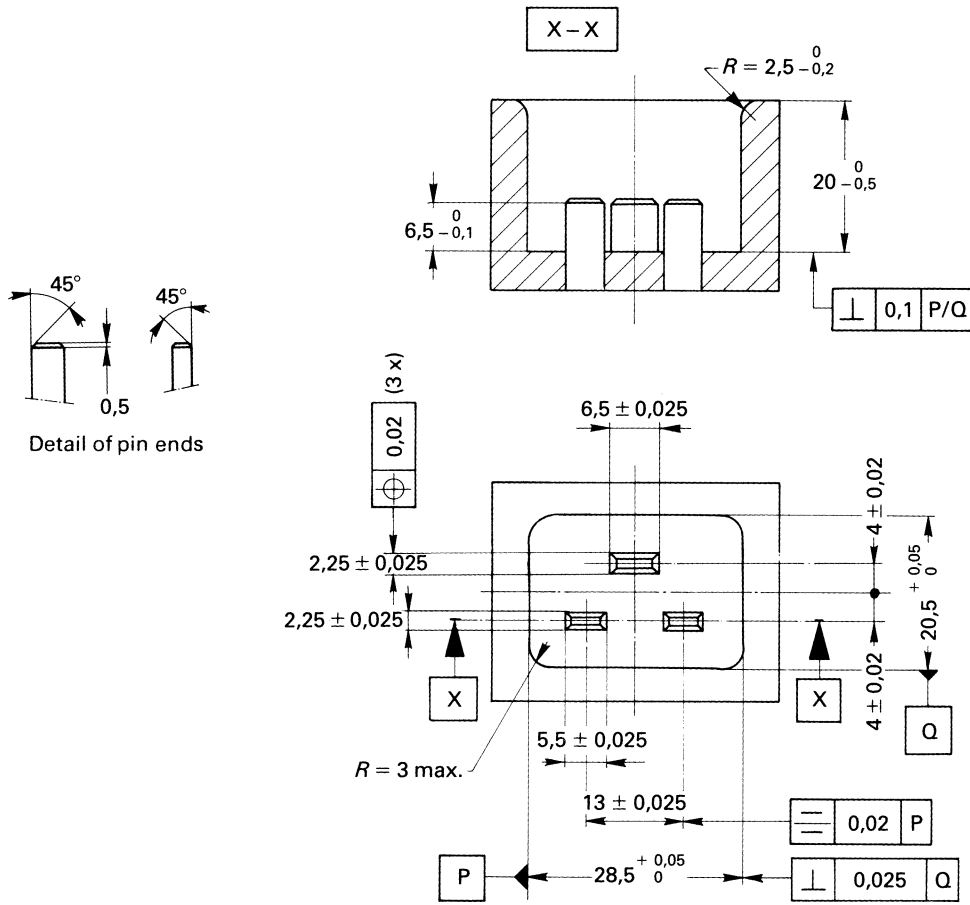 X – X
R = 2,5 0 −0,2
20 0 −0,5
6,5 0 −0,1
⊥ 0,1 P/Q
45° 45°
0,5
Detail of pin ends
0,02 (3 x)
⌖
6,5 ± 0,025
4 ± 0,02
2,25 ± 0,025
2,25 ± 0,025
20,5 + 0,05 0
4 ± 0,02
X X
Q
5,5 ± 0,025
R = 3 max.
13 ± 0,025
⌯ 0,02 P
P
28,5 + 0,05 0
⊥ 0,025 Q